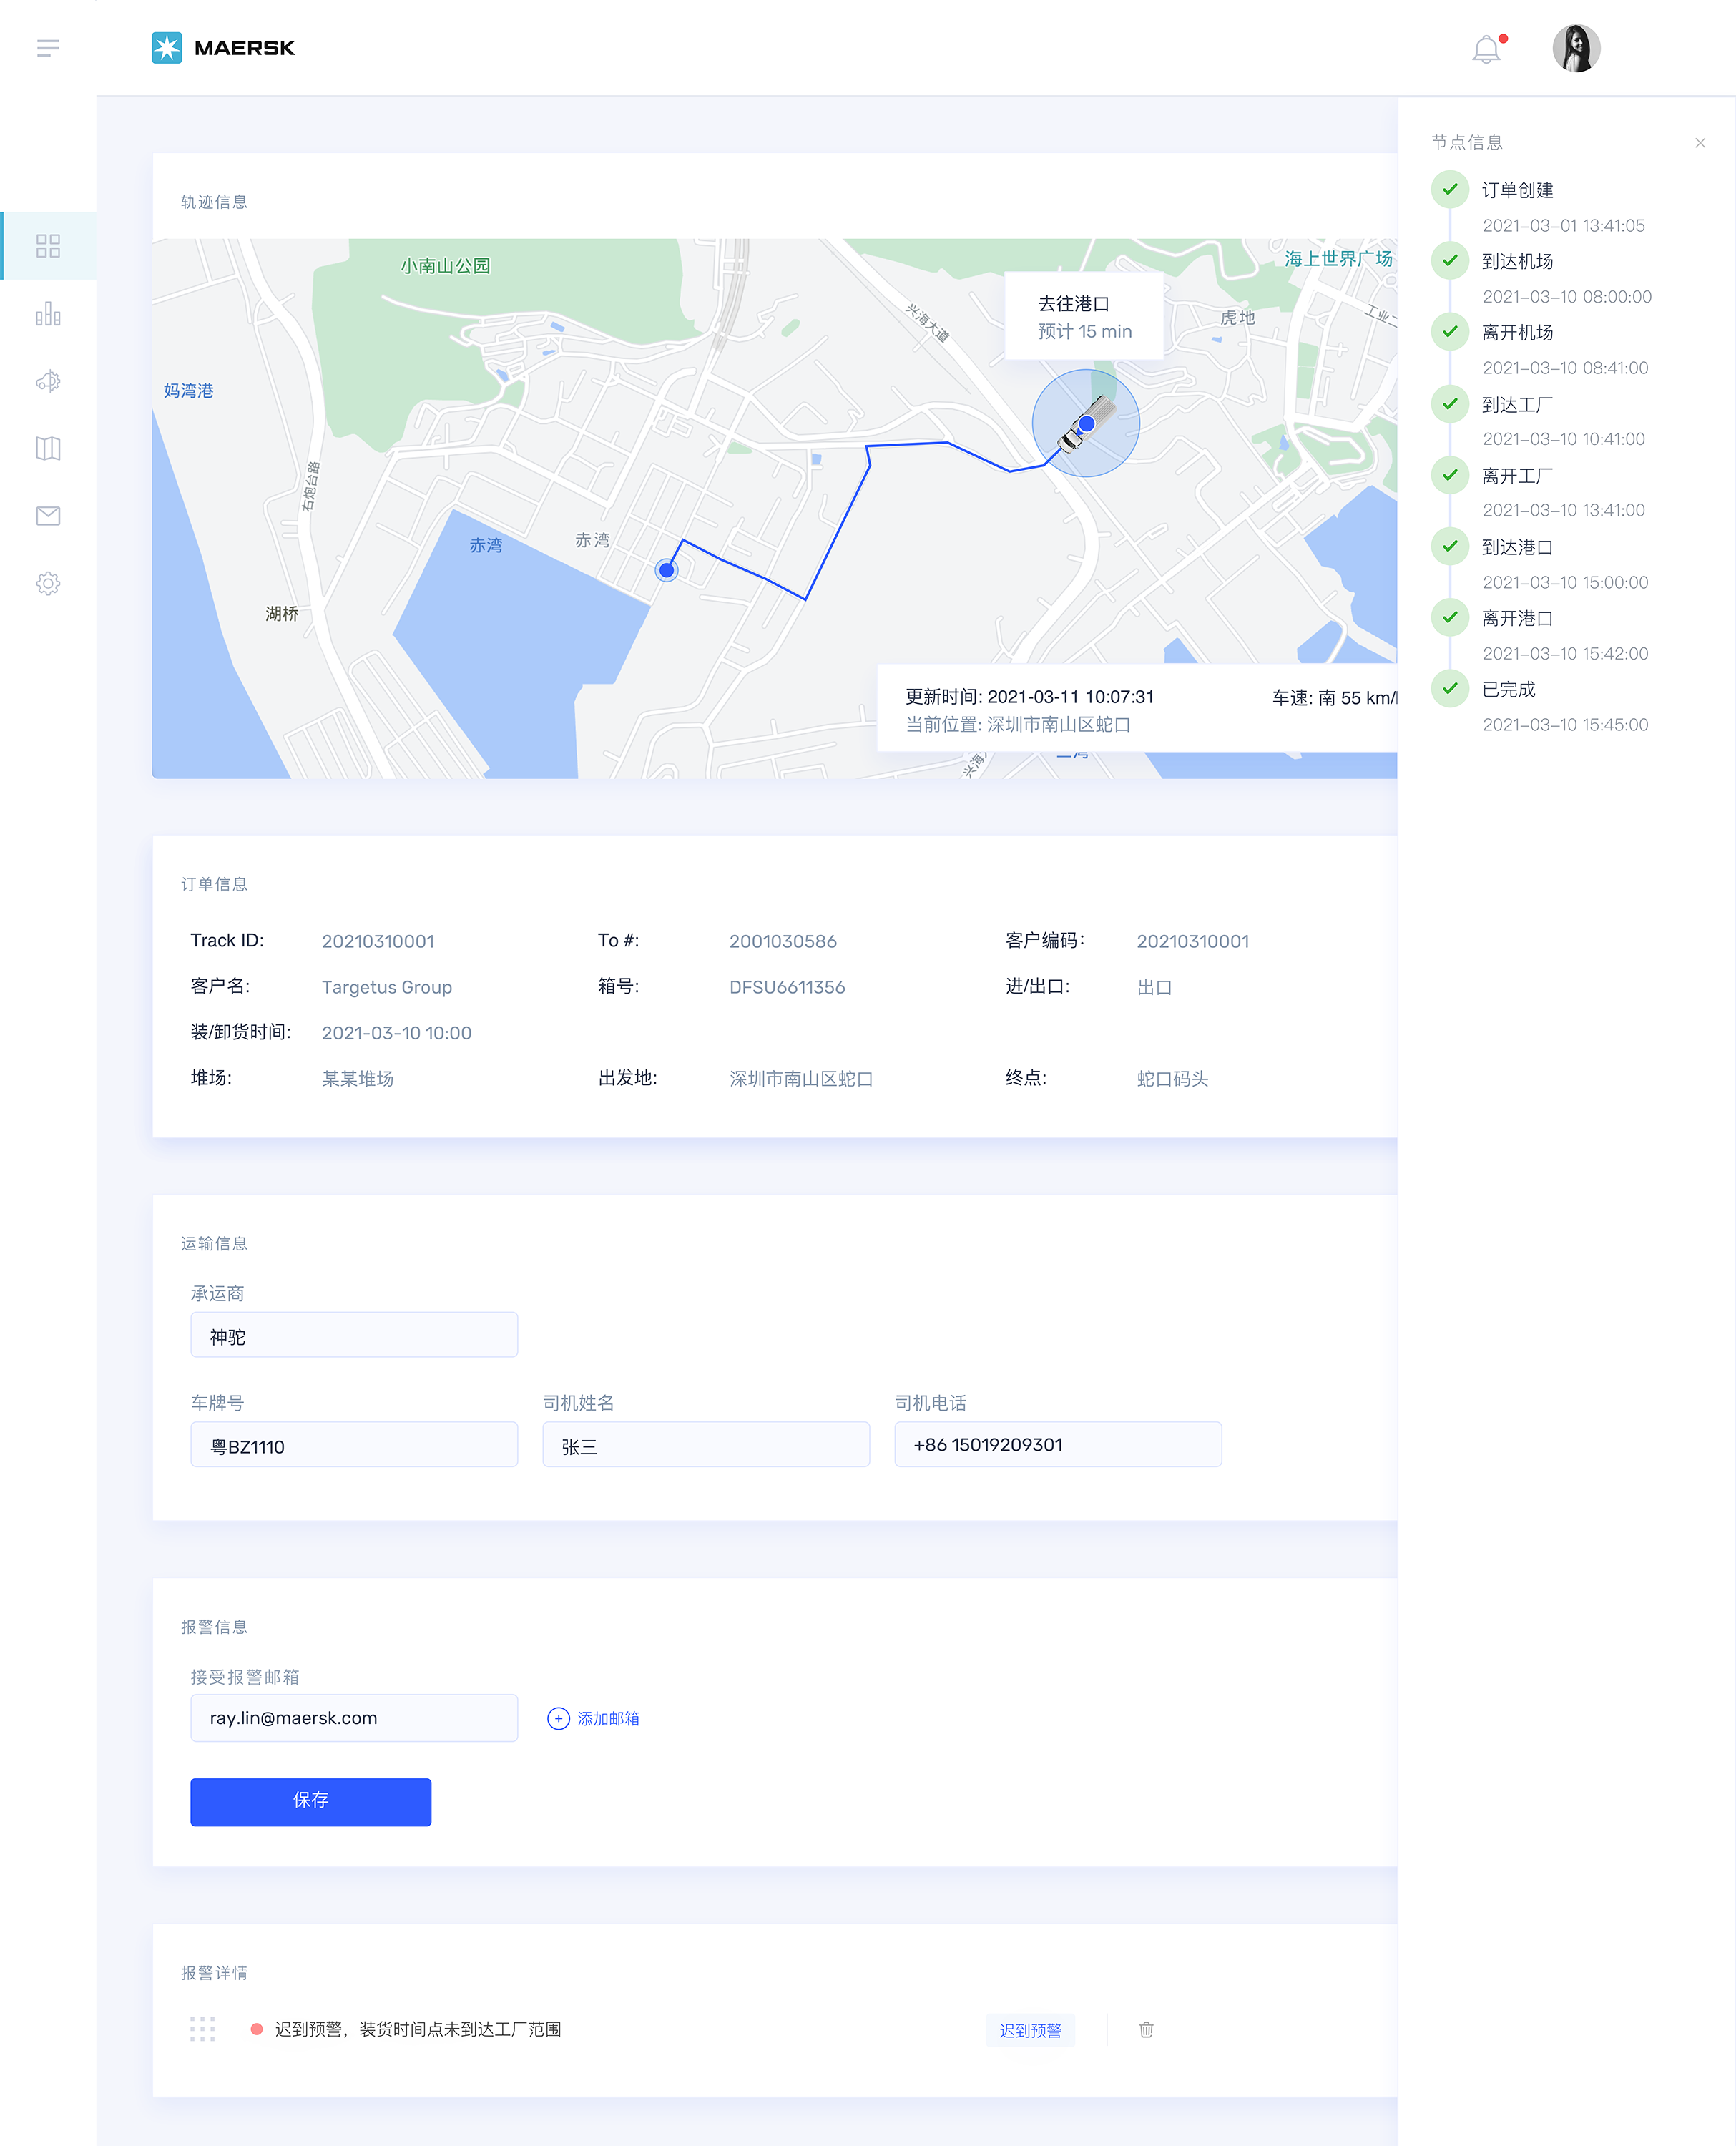 MAERSK
轨迹信息
小南山公园
海上世界广场
去往港口
预计 15 min
兴海大道
虎地
工业二
妈湾港
右炮台路
赤湾
赤湾
湖桥
更新时间: 2021-03-11 10:07:31
车速: 南 55 km/
当前位置: 深圳市南山区蛇口
兴海
订单信息
Track ID: 20210310001 To #: 2001030586 客户编码: 20210310001
客户名: Targetus Group 箱号: DFSU6611356 进/出口: 出口
装/卸货时间: 2021-03-10 10:00
堆场: 某某堆场 出发地: 深圳市南山区蛇口 终点: 蛇口码头
运输信息
承运商
神驼
车牌号 司机姓名 司机电话
粤BZ1110 张三 +86 15019209301
报警信息
接受报警邮箱
ray.lin@maersk.com + 添加邮箱
保存
报警详情
迟到预警，装货时间点未到达工厂范围 迟到预警
节点信息
订单创建
2021-03-01 13:41:05
到达机场
2021-03-10 08:00:00
离开机场
2021-03-10 08:41:00
到达工厂
2021-03-10 10:41:00
离开工厂
2021-03-10 13:41:00
到达港口
2021-03-10 15:00:00
离开港口
2021-03-10 15:42:00
已完成
2021-03-10 15:45:00